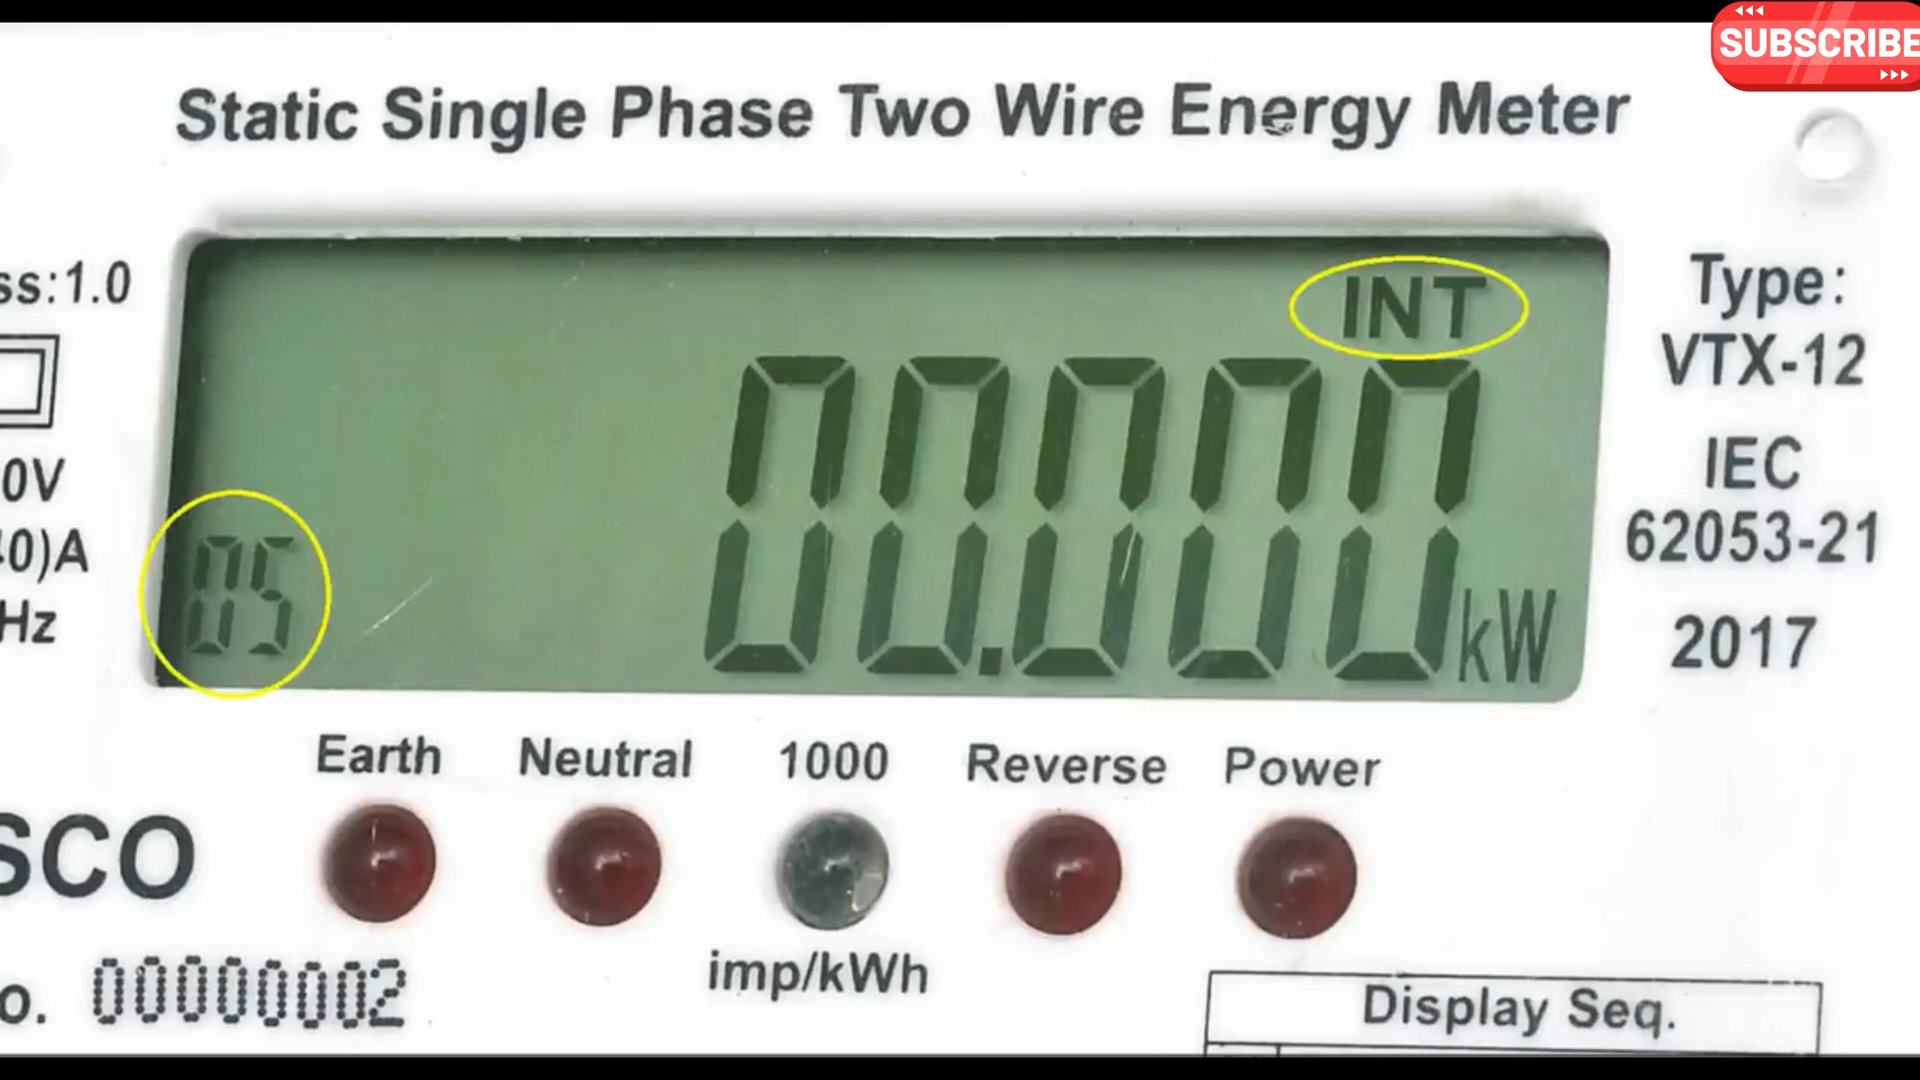 SUBSCRIBE
Static Single Phase Two Wire Energy Meter
ss:1.0
INT
Type:
VTX-12
00.000 kW
IEC
0V
62053-21
0)A
05
Hz
2017
Earth Neutral 1000 Reverse Power
SCO
imp/kWh
o. 00000002
Display Seq.